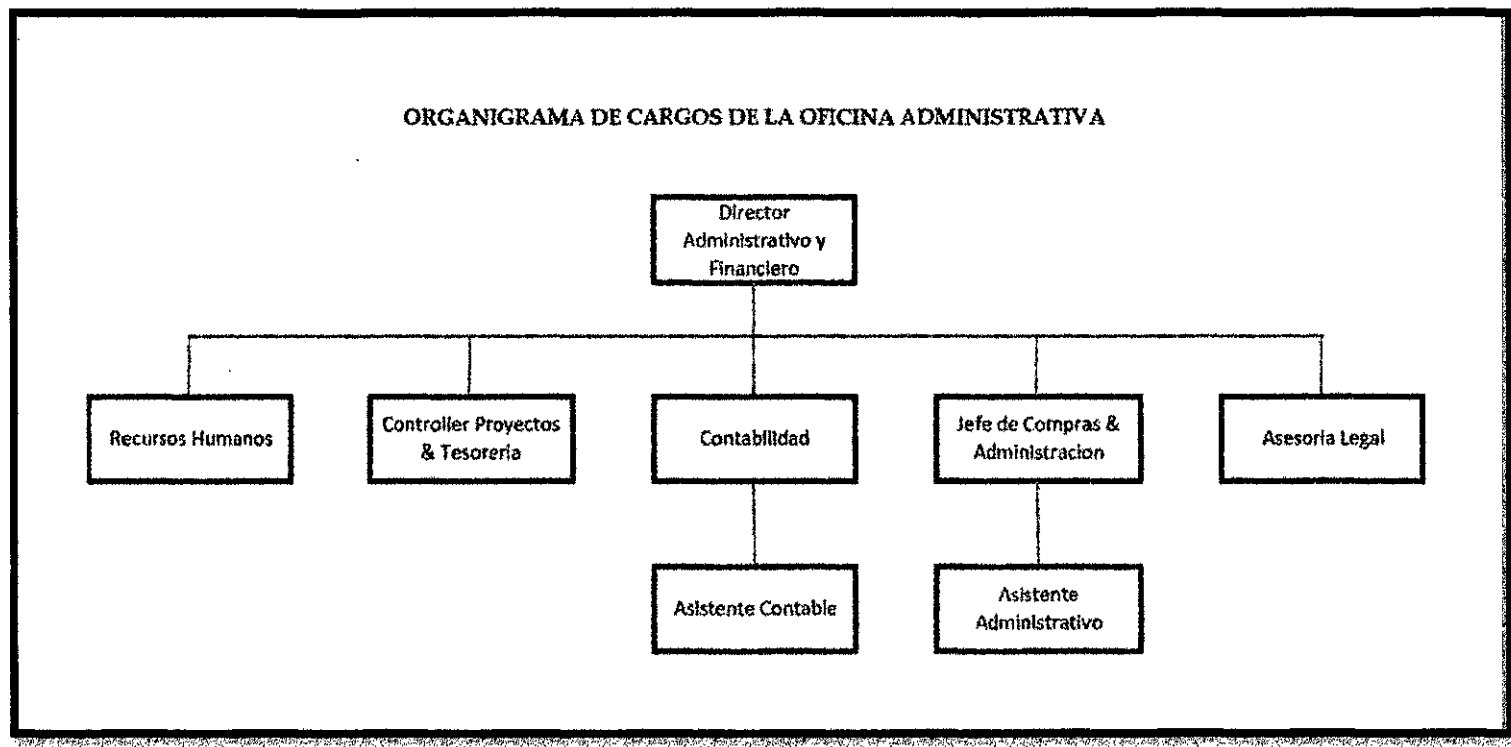 ORGANIGRAMA DE CARGOS DE LA OFICINA ADMINISTRATIVA
Director
Administrativo y
Financiero
Recursos Humanos
Controller Proyectos
& Tesoreria
Contabilidad
Jefe de Compras &
Administracion
Asesoria Legal
Asistente Contable
Asistente
Administrativo